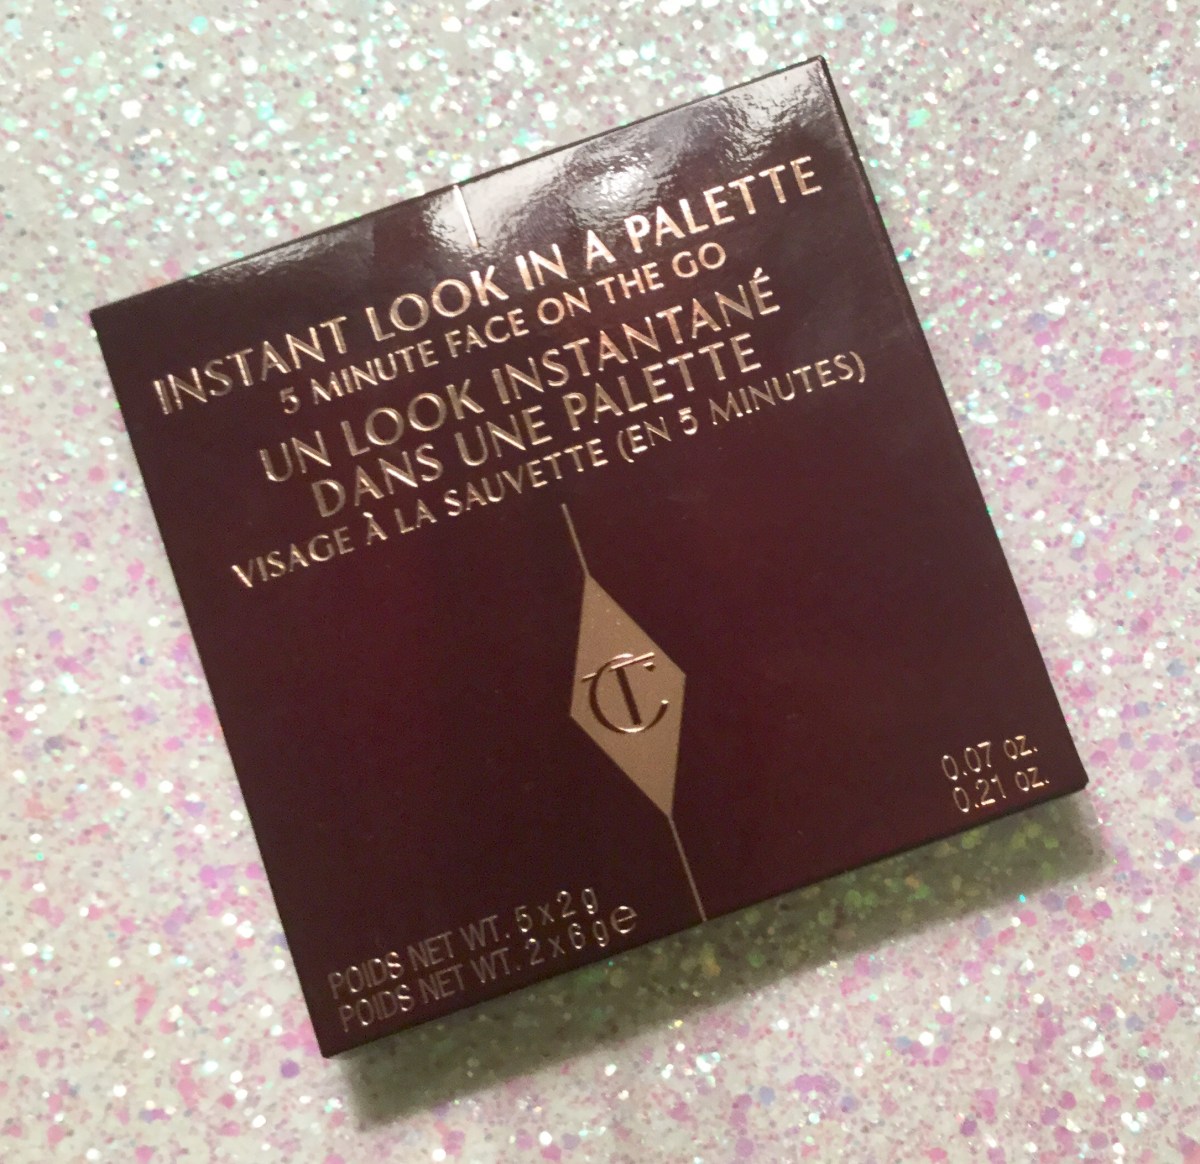 INSTANT LOOK IN A PALETTE
5 MINUTE FACE ON THE GO
UN LOOK INSTANTANÉ
DANS UNE PALETTE
VISAGE À LA SAUVETTE (EN 5 MINUTES)
CT
POIDS NET WT. 5 x 2 g
POIDS NET WT. 2 x 6 g e
0.07 oz.
0.21 oz.